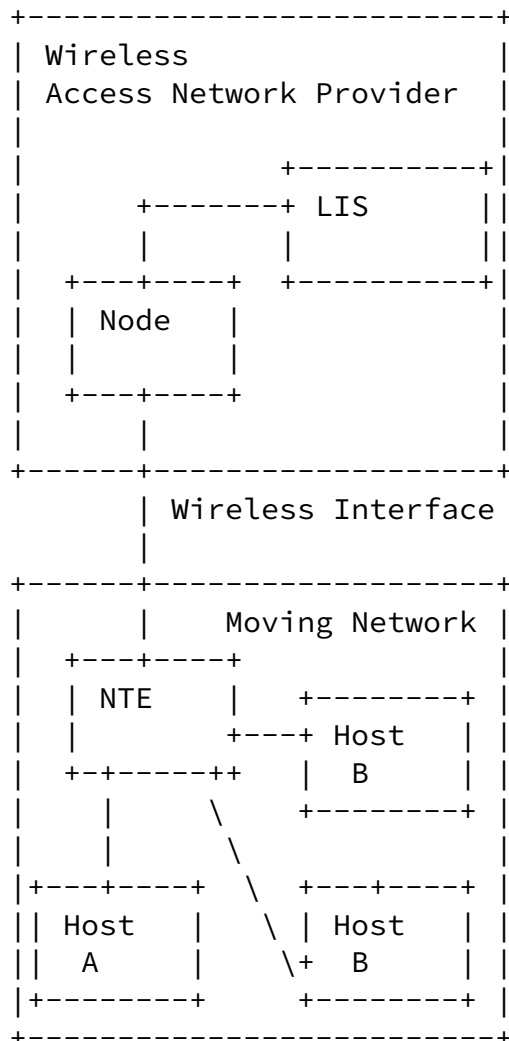 Wireless
Access Network Provider
LIS
Node
Wireless Interface
Moving Network
NTE
Host
B
Host Host
A B